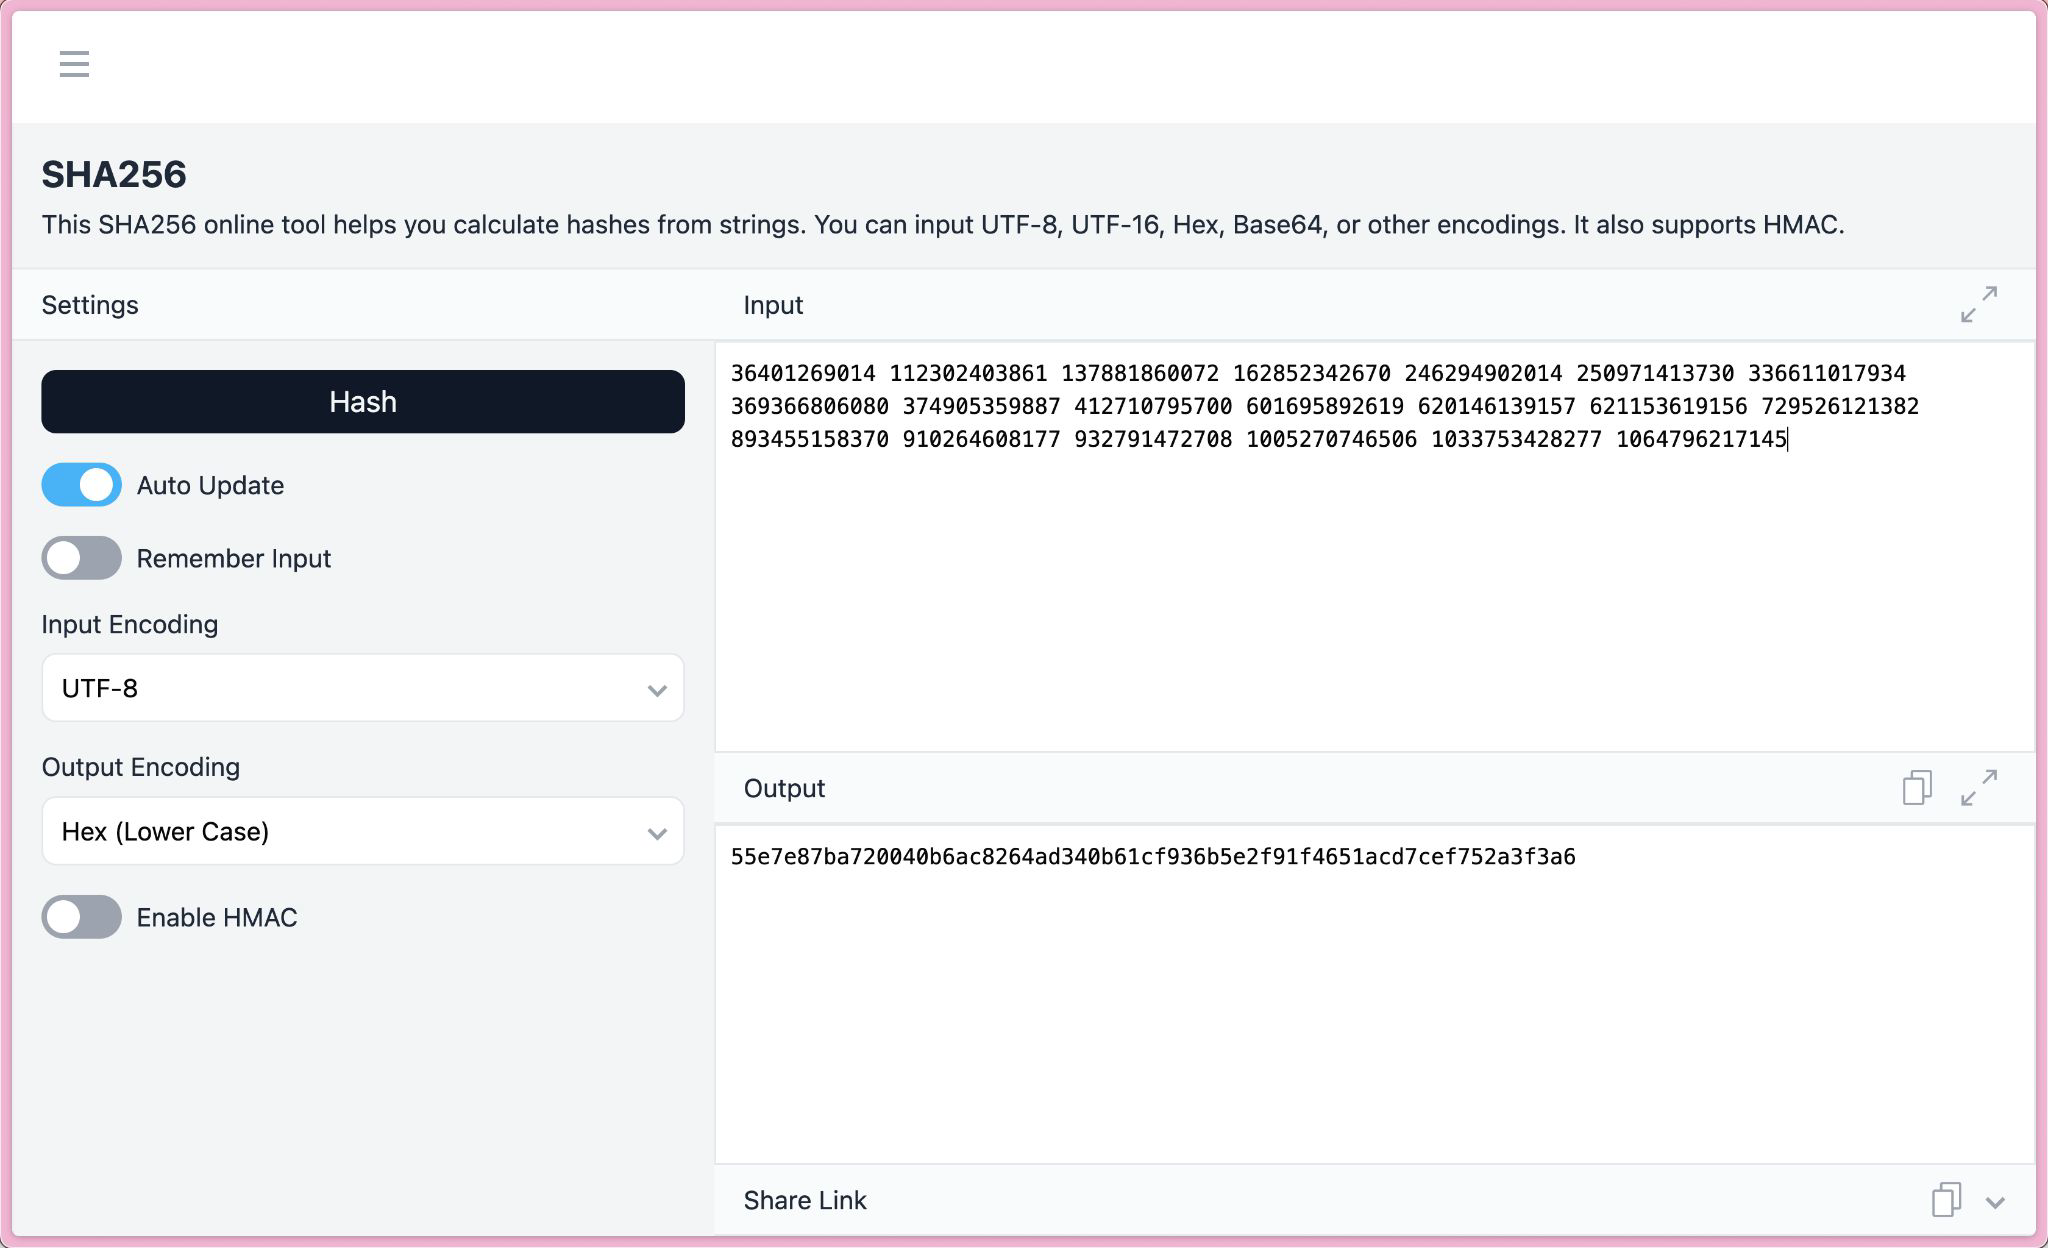 SHA256
This SHA256 online tool helps you calculate hashes from strings. You can input UTF-8, UTF-16, Hex, Base64, or other encodings. It also supports HMAC.
Settings
Hash
Auto Update
Remember Input
Input Encoding
UTF-8
Output Encoding
Hex (Lower Case)
Enable HMAC
Input
36401269014 112302403861 137881860072 162852342670 246294902014 250971413730 336611017934
369366806080 374905359887 412710795700 601695892619 620146139157 621153619156 729526121382
893455158370 910264608177 932791472708 1005270746506 1033753428277 1064796217145
Output
55e7e87ba720040b6ac8264ad340b61cf936b5e2f91f4651acd7cef752a3f3a6
Share Link